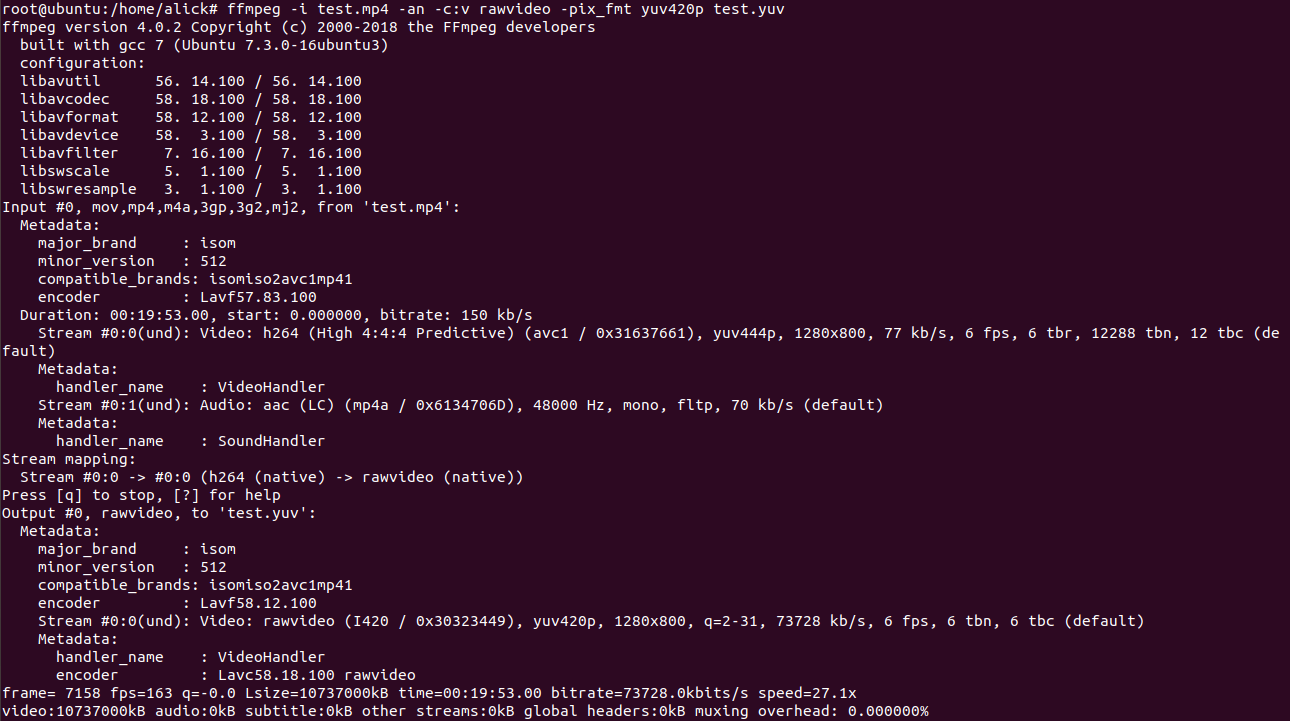 root@ubuntu:/home/alick# ffmpeg -i test.mp4 -an -c:v rawvideo -pix_fmt yuv420p test.yuv
ffmpeg version 4.0.2 Copyright (c) 2000-2018 the FFmpeg developers
  built with gcc 7 (Ubuntu 7.3.0-16ubuntu3)
  configuration:
  libavutil      56. 14.100 / 56. 14.100
  libavcodec     58. 18.100 / 58. 18.100
  libavformat    58. 12.100 / 58. 12.100
  libavdevice    58.  3.100 / 58.  3.100
  libavfilter     7. 16.100 /  7. 16.100
  libswscale      5.  1.100 /  5.  1.100
  libswresample   3.  1.100 /  3.  1.100
Input #0, mov,mp4,m4a,3gp,3g2,mj2, from 'test.mp4':
  Metadata:
    major_brand     : isom
    minor_version   : 512
    compatible_brands: isomiso2avc1mp41
    encoder         : Lavf57.83.100
  Duration: 00:19:53.00, start: 0.000000, bitrate: 150 kb/s
    Stream #0:0(und): Video: h264 (High 4:4:4 Predictive) (avc1 / 0x31637661), yuv444p, 1280x800, 77 kb/s, 6 fps, 6 tbr, 12288 tbn, 12 tbc (de
fault)
    Metadata:
      handler_name    : VideoHandler
    Stream #0:1(und): Audio: aac (LC) (mp4a / 0x6134706D), 48000 Hz, mono, fltp, 70 kb/s (default)
    Metadata:
      handler_name    : SoundHandler
Stream mapping:
  Stream #0:0 -> #0:0 (h264 (native) -> rawvideo (native))
Press [q] to stop, [?] for help
Output #0, rawvideo, to 'test.yuv':
  Metadata:
    major_brand     : isom
    minor_version   : 512
    compatible_brands: isomiso2avc1mp41
    encoder         : Lavf58.12.100
    Stream #0:0(und): Video: rawvideo (I420 / 0x30323449), yuv420p, 1280x800, q=2-31, 73728 kb/s, 6 fps, 6 tbn, 6 tbc (default)
    Metadata:
      handler_name    : VideoHandler
      encoder         : Lavc58.18.100 rawvideo
frame= 7158 fps=163 q=-0.0 Lsize=10737000kB time=00:19:53.00 bitrate=73728.0kbits/s speed=27.1x
video:10737000kB audio:0kB subtitle:0kB other streams:0kB global headers:0kB muxing overhead: 0.000000%